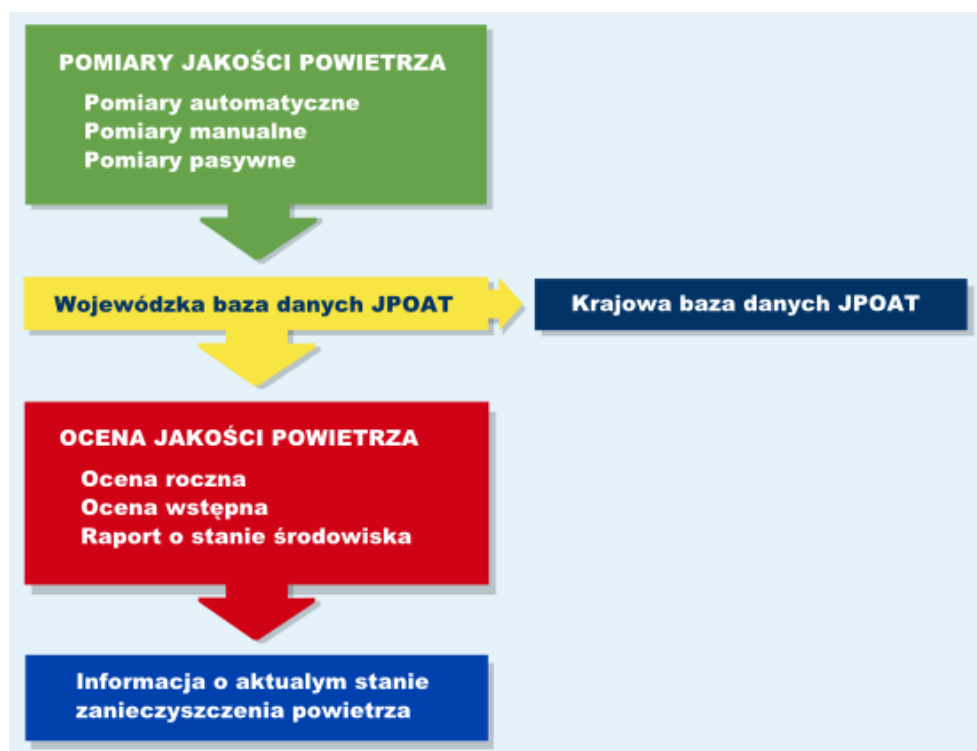 POMIARY JAKOŚCI POWIETRZA
Pomiary automatyczne
Pomiary manualne
Pomiary pasywne
Wojewódzka baza danych JPOAT
Krajowa baza danych JPOAT
OCENA JAKOŚCI POWIETRZA
Ocena roczna
Ocena wstępna
Raport o stanie środowiska
Informacja o aktualym stanie
zanieczyszczenia powietrza